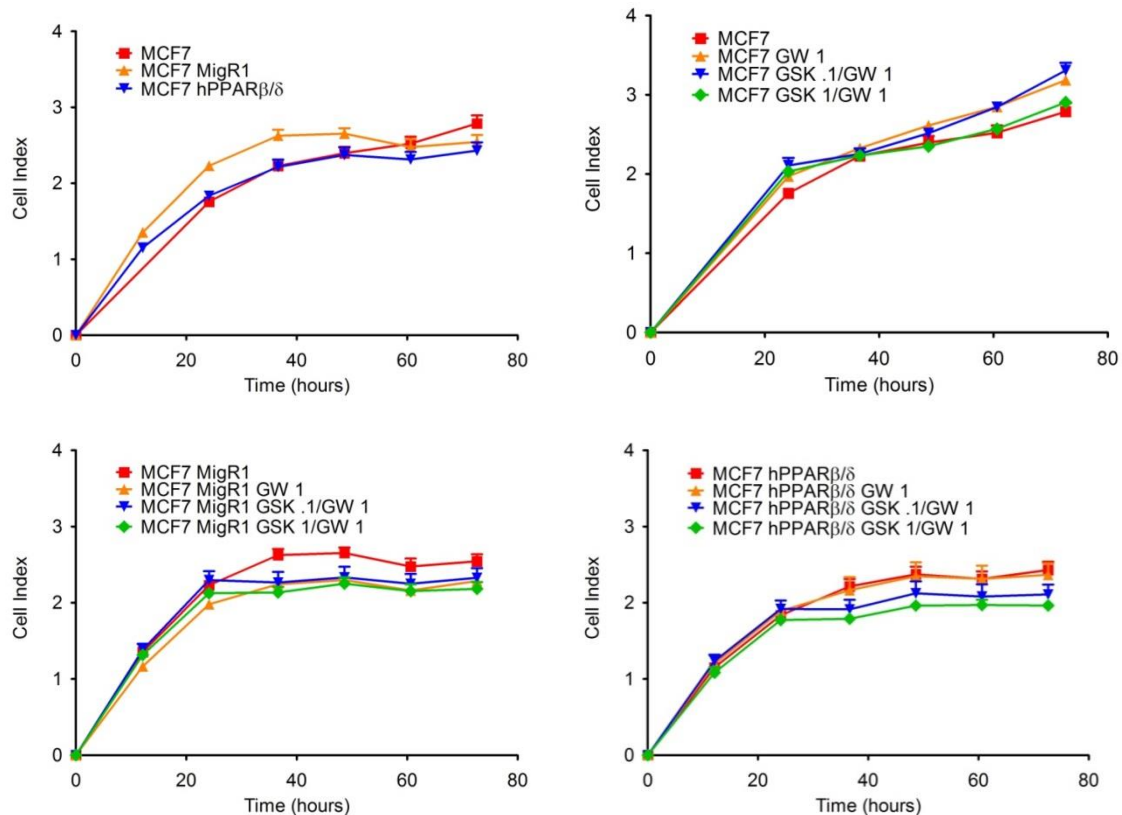 4
3
2
1
0
Cell Index
MCF7
MCF7 MigR1
MCF7 hPPARβ/δ
0 20 40 60 80
Time (hours)
4
3
2
1
0
Cell Index
MCF7
MCF7 GW 1
MCF7 GSK .1/GW 1
MCF7 GSK 1/GW 1
0 20 40 60 80
Time (hours)
4
3
2
1
0
Cell Index
MCF7 MigR1
MCF7 MigR1 GW 1
MCF7 MigR1 GSK .1/GW 1
MCF7 MigR1 GSK 1/GW 1
0 20 40 60 80
Time (hours)
4
3
2
1
0
Cell Index
MCF7 hPPARβ/δ
MCF7 hPPARβ/δ GW 1
MCF7 hPPARβ/δ GSK .1/GW 1
MCF7 hPPARβ/δ GSK 1/GW 1
0 20 40 60 80
Time (hours)